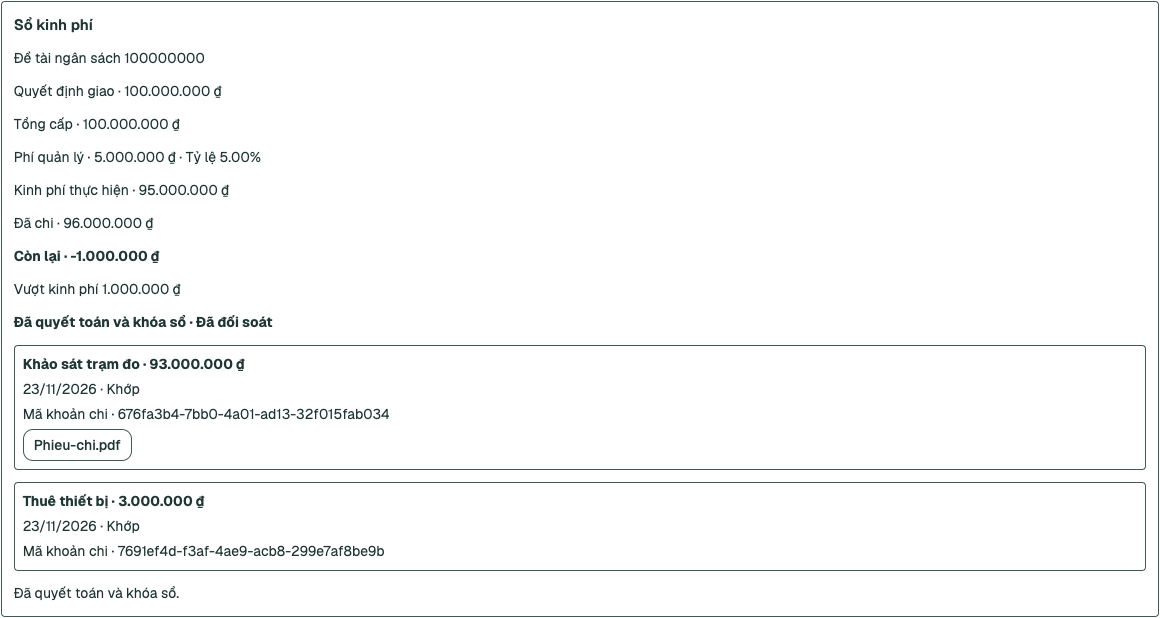 Sổ kinh phí
Đề tài ngân sách 100000000
Quyết định giao · 100.000.000 ₫
Tổng cấp · 100.000.000 ₫
Phí quản lý · 5.000.000 ₫ · Tỷ lệ 5.00%
Kinh phí thực hiện · 95.000.000 ₫
Đã chi · 96.000.000 ₫
Còn lại · -1.000.000 ₫
Vượt kinh phí 1.000.000 ₫
Đã quyết toán và khóa sổ · Đã đối soát
Khảo sát trạm đo · 93.000.000 ₫
23/11/2026 · Khớp
Mã khoản chi · 676fa3b4-7bb0-4a01-ad13-32f015fab034
Phieu-chi.pdf
Thuê thiết bị · 3.000.000 ₫
23/11/2026 · Khớp
Mã khoản chi · 7691ef4d-f3af-4ae9-acb8-299e7af8be9b
Đã quyết toán và khóa sổ.